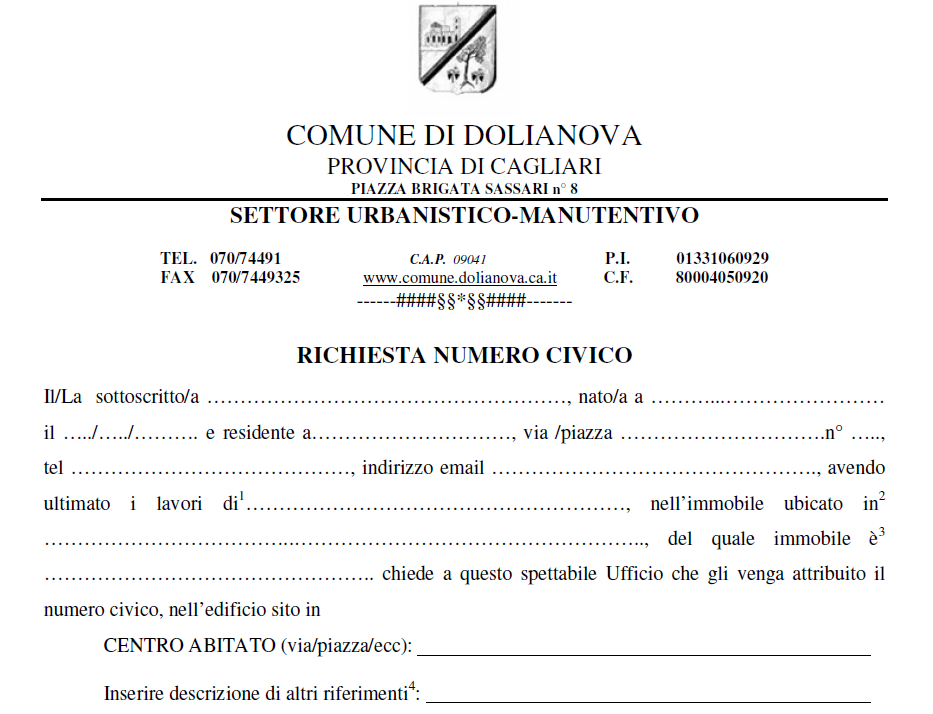 COMUNE DI DOLIANOVA
PROVINCIA DI CAGLIARI
PIAZZA BRIGATA SASSARI n° 8
SETTORE URBANISTICO-MANUTENTIVO
TEL. 070/74491 C.A.P. 09041 P.I. 01331060929
FAX 070/7449325 www.comune.dolianova.ca.it C.F. 80004050920
------####§§*§§####-------
RICHIESTA NUMERO CIVICO
Il/La sottoscritto/a ………………………………………………, nato/a a ………...……………………
il …../…../………. e residente a…………………………, via /piazza ………………………….n° …..,
tel ……………………………………, indirizzo email …………………………………………., avendo
ultimato i lavori di¹…………………………………………………, nell’immobile ubicato in²
………………………………..…………………………………………….., del quale immobile è³
………………………………………….. chiede a questo spettabile Ufficio che gli venga attribuito il
numero civico, nell’edificio sito in
CENTRO ABITATO (via/piazza/ecc): ______________________________
Inserire descrizione di altri riferimenti⁴: ______________________________